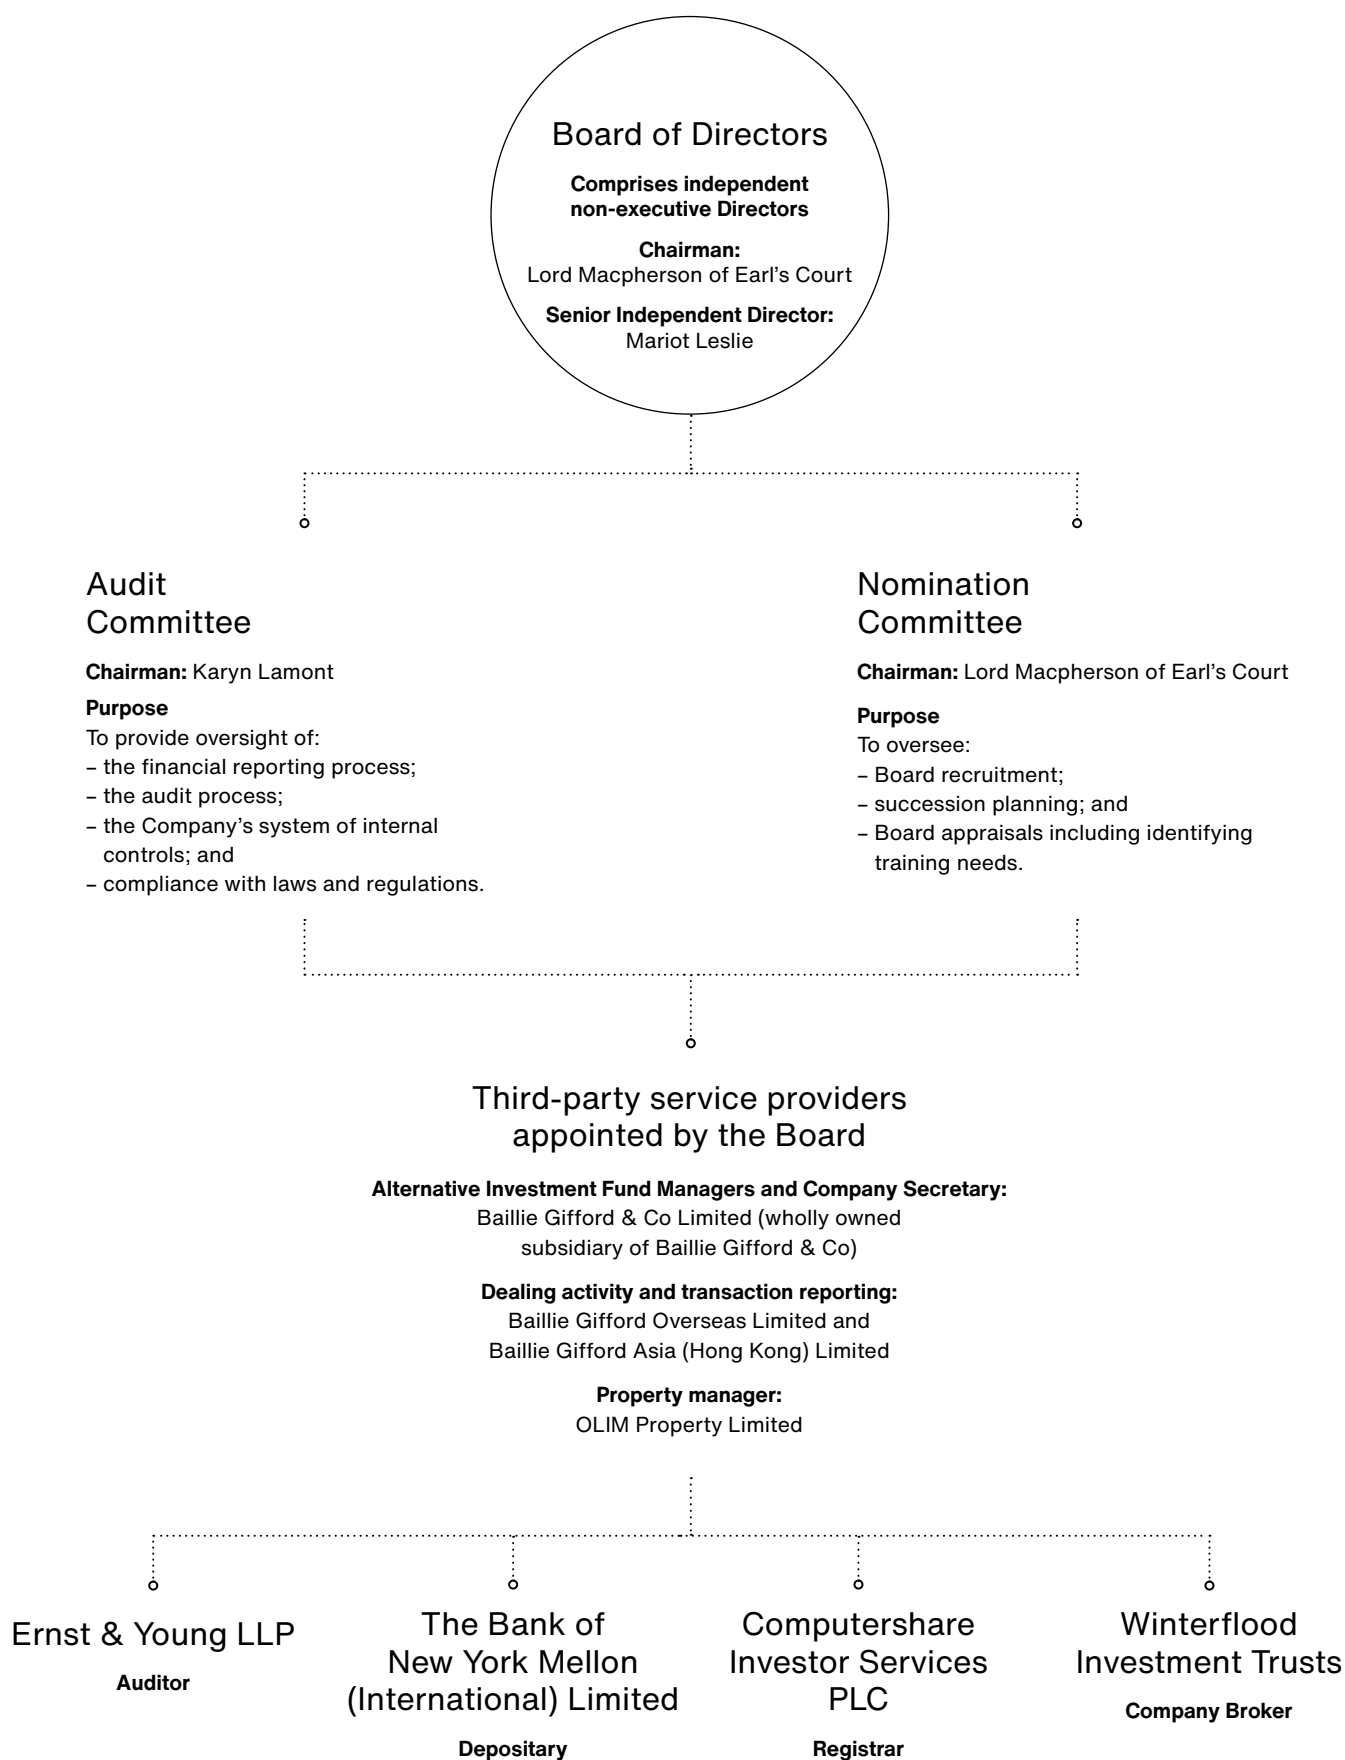 Board of Directors
Comprises independent
non-executive Directors
Chairman:
Lord Macpherson of Earl’s Court
Senior Independent Director:
Mariot Leslie
Audit
Committee
Chairman: Karyn Lamont
Purpose
To provide oversight of:
– the financial reporting process;
– the audit process;
– the Company’s system of internal
controls; and
– compliance with laws and regulations.
Nomination
Committee
Chairman: Lord Macpherson of Earl’s Court
Purpose
To oversee:
– Board recruitment;
– succession planning; and
– Board appraisals including identifying
training needs.
Third-party service providers
appointed by the Board
Alternative Investment Fund Managers and Company Secretary:
Baillie Gifford & Co Limited (wholly owned
subsidiary of Baillie Gifford & Co)
Dealing activity and transaction reporting:
Baillie Gifford Overseas Limited and
Baillie Gifford Asia (Hong Kong) Limited
Property manager:
OLIM Property Limited
Ernst & Young LLP
Auditor
The Bank of
New York Mellon
(International) Limited
Depositary
Computershare
Investor Services
PLC
Registrar
Winterflood
Investment Trusts
Company Broker